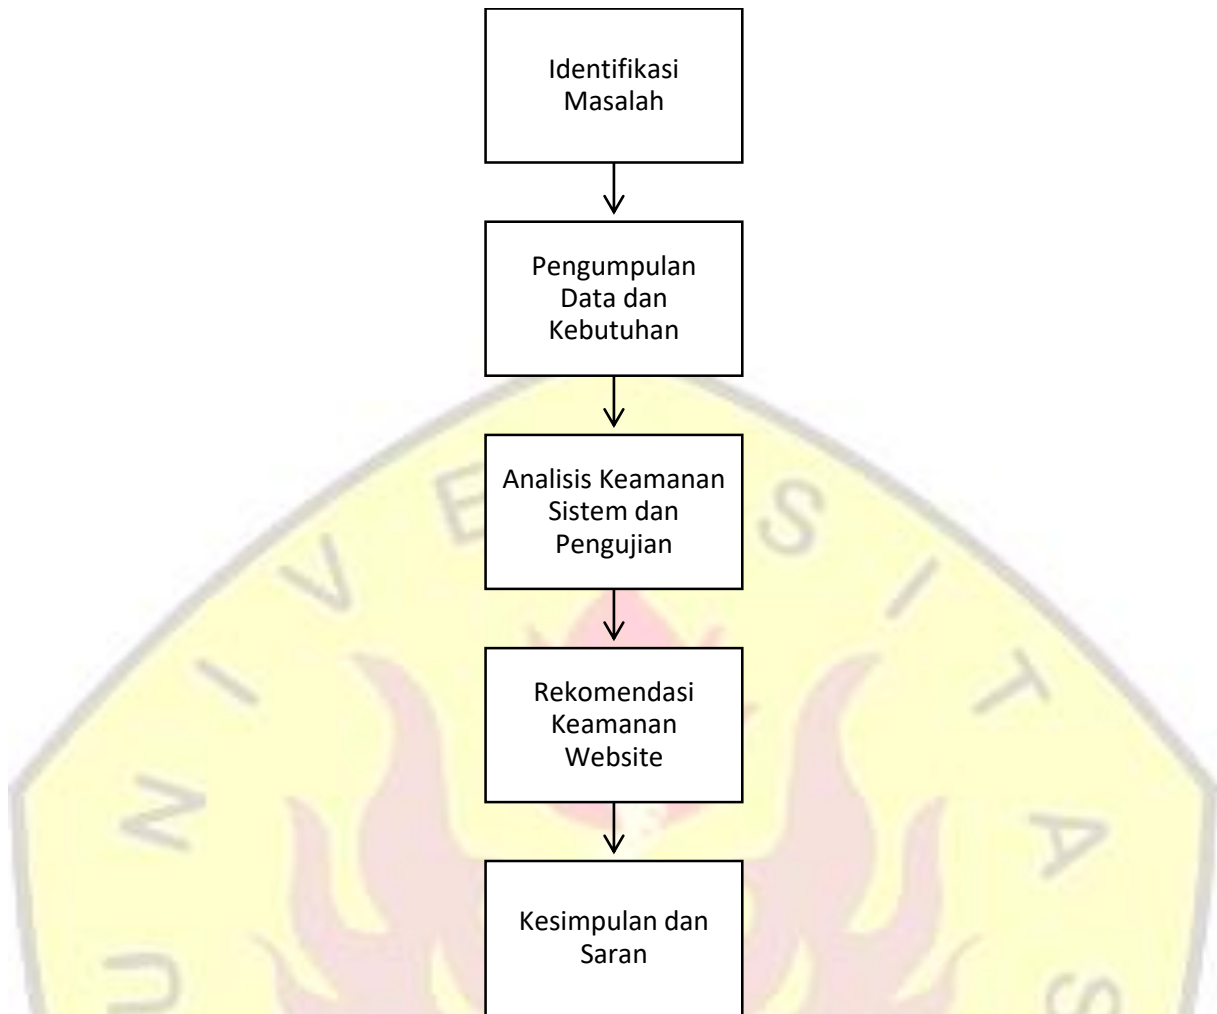 Identifikasi
Masalah
Pengumpulan
Data dan
Kebutuhan
Analisis Keamanan
Sistem dan
Pengujian
Rekomendasi
Keamanan
Website
Kesimpulan dan
Saran
U N I V E S I T A S